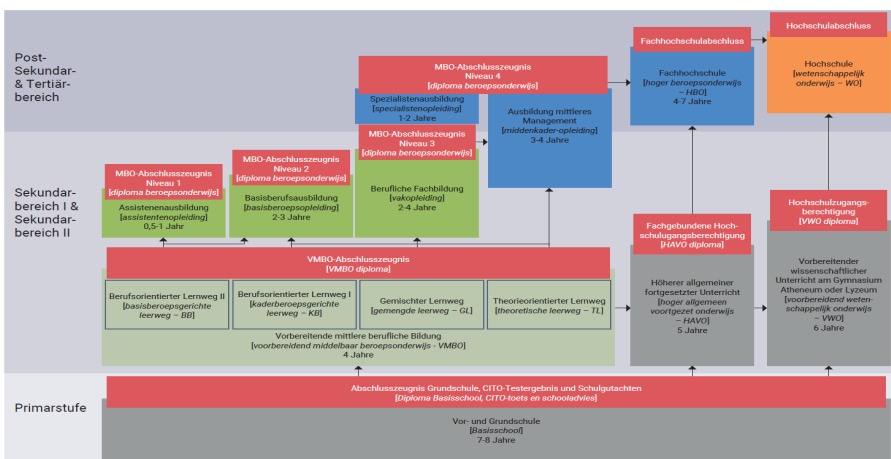 Post-
Sekundar-
& Tertiär-
bereich
MBO-Abschlusszeugnis
Niveau 4
[diploma beroepsonderwijs]
Spezialistenausbildung
[specialistenopleiding]
1-2 Jahre
Ausbildung mittleres
Management
[middenkader-opleiding]
3-4 Jahre
Fachhochschulabschluss
Fachhochschule
[hoger beroepsonderwijs
– HBO]
4-7 Jahre
Hochschulabschluss
Hochschule
[wetenschappelijk
onderwijs – WO]
Sekundar-
bereich I &
Sekundar-
bereich II
MBO-Abschlusszeugnis
Niveau 1
[diploma beroepsonderwijs]
Assistenenausbildung
[assistentenopleiding]
0,5-1 Jahr
MBO-Abschlusszeugnis
Niveau 2
[diploma beroepsonderwijs]
Basisberufsausbildung
[basisberoepsopleiding]
2-3 Jahre
MBO-Abschlusszeugnis
Niveau 3
[diploma beroepsonderwijs]
Berufliche Fachbildung
[vakopleiding]
2-4 Jahre
VMBO-Abschlusszeugnis
[VMBO diploma]
Berufsorientierter Lernweg II
[basisberoepsgerichte
leerweg – BB]
Berufsorientierter Lernweg I
[kaderberoepsgerichte
leerweg – KB]
Gemischter Lernweg
[gemengde leerweg – GL]
Theorieorientierter Lernweg
[theoretische leerweg – TL]
Vorbereitende mittlere berufliche Bildung
[voorbereidend middelbaar beroepsonderwijs - VMBO]
4 Jahre
Fachgebundene Hoch-
schulugangsberechtigung
[HAVO diploma]
Höherer allgemeiner
fortgesetzter Unterricht
[hoger allgemeen
voortgezet onderwijs
– HAVO]
5 Jahre
Hochschulzugangs-
berechtigung
[VWO diploma]
Vorbereitender
wissenschaftlicher
Unterricht am Gymnasium
Atheneum oder Lyzeum
[voorbereidend weten-
schappelijk onderwijs
– VWO]
6 Jahre
Primarstufe
Abschlusszeugnis Grundschule, CITO-Testergebnis und Schulgutachten
[Diploma Basisschool, CITO-toets en schooladvies]
Vor- und Grundschule
[Basisschool]
7-8 Jahre